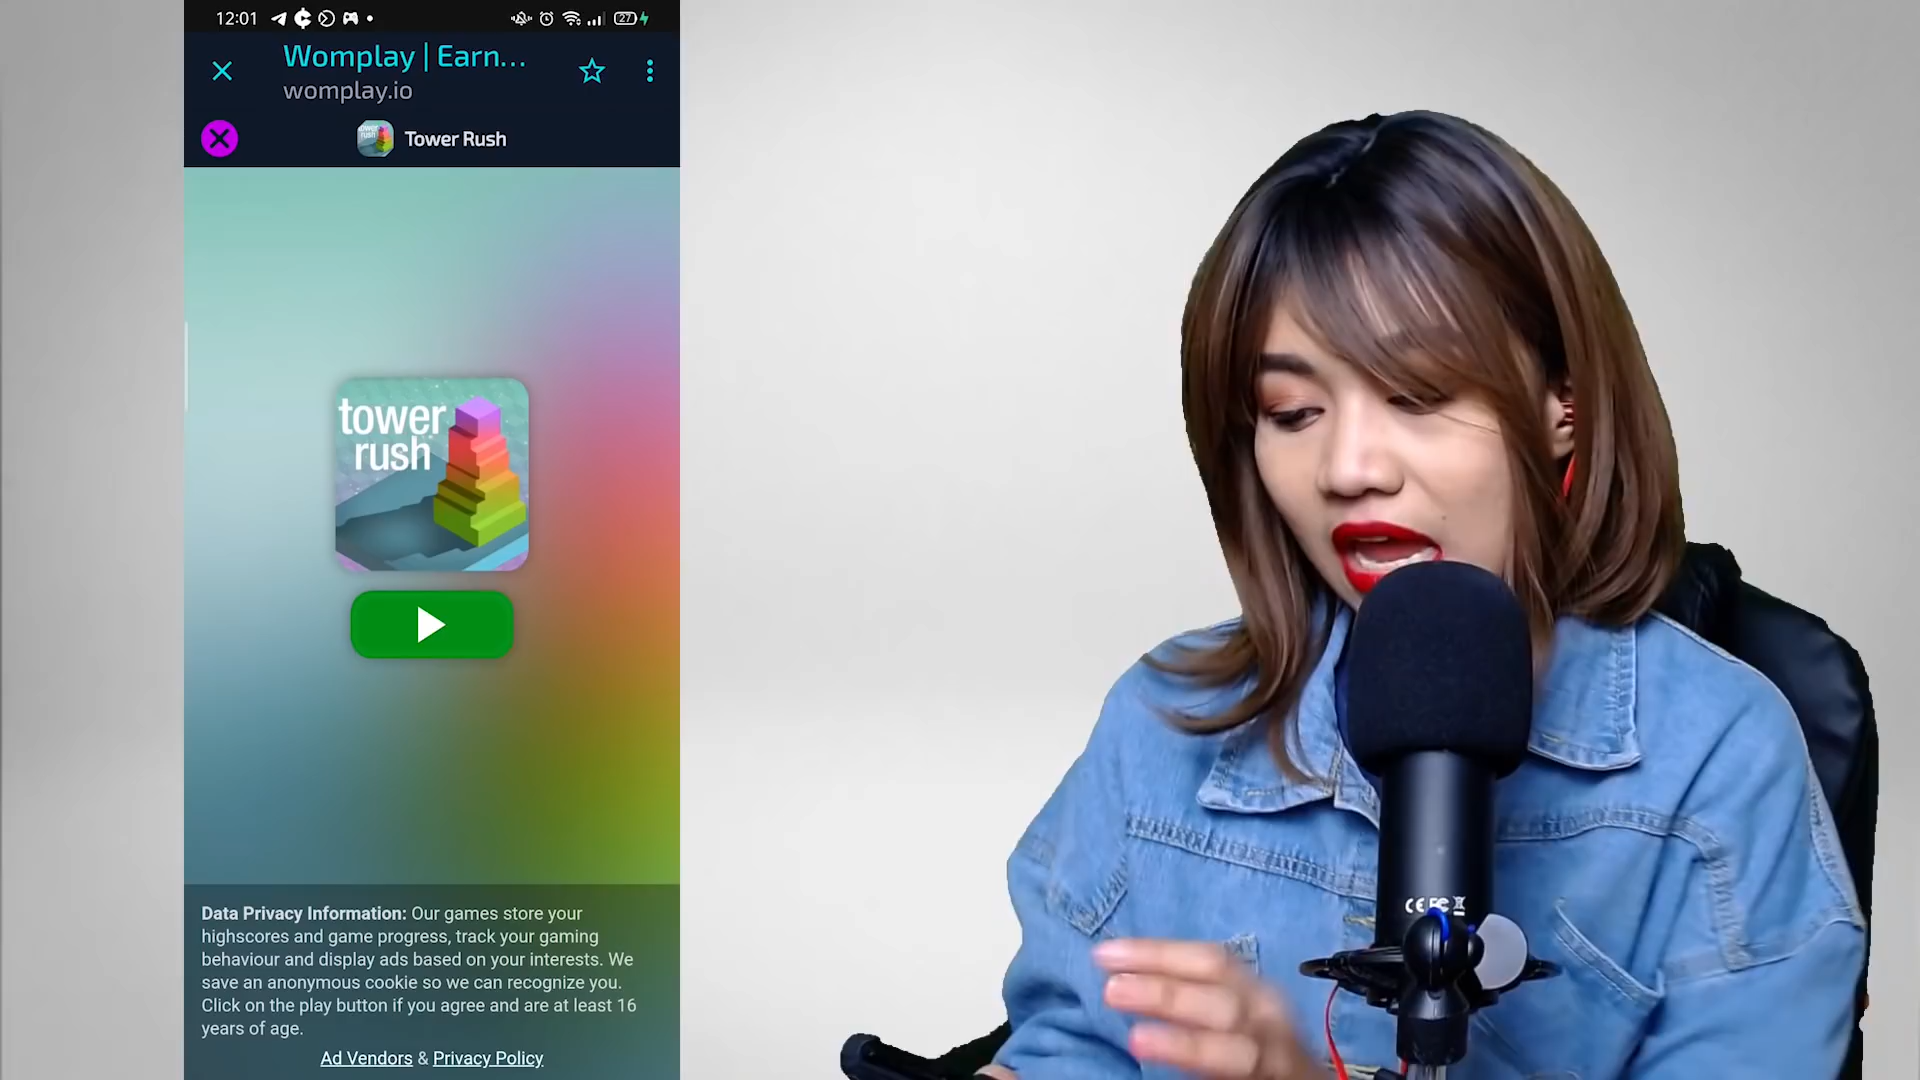 12:01
27
Womplay | Earn...
womplay.io
Tower Rush
tower
rush
Data Privacy Information: Our games store your
highscores and game progress, track your gaming
behaviour and display ads based on your interests. We
save an anonymous cookie so we can recognize you.
Click on the play button if you agree and are at least 16
years of age.
Ad Vendors & Privacy Policy
CE FC